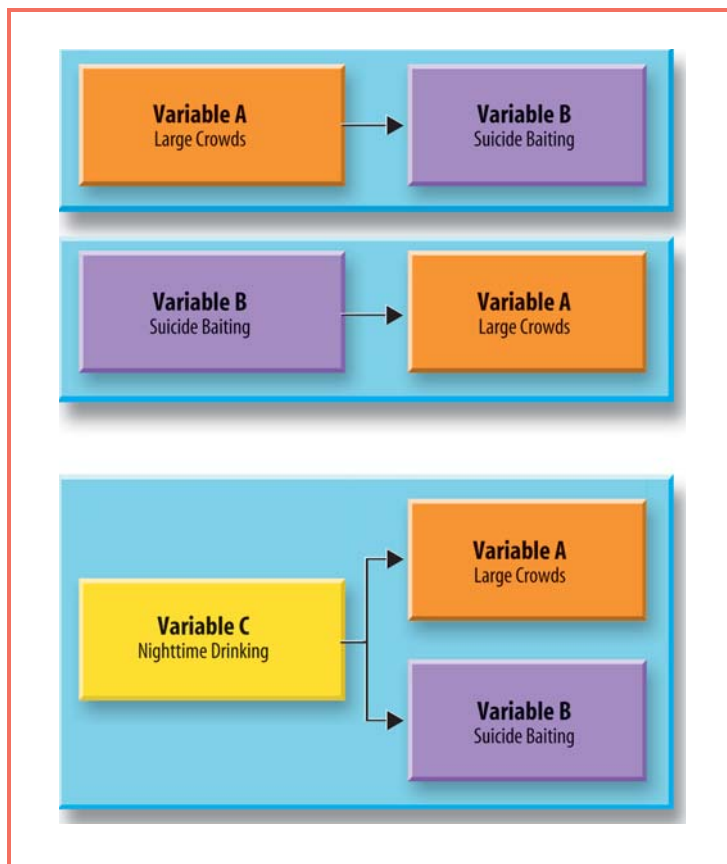 Variable A
Large Crowds
Variable B
Suicide Baiting
Variable B
Suicide Baiting
Variable A
Large Crowds
Variable C
Nighttime Drinking
Variable A
Large Crowds
Variable B
Suicide Baiting